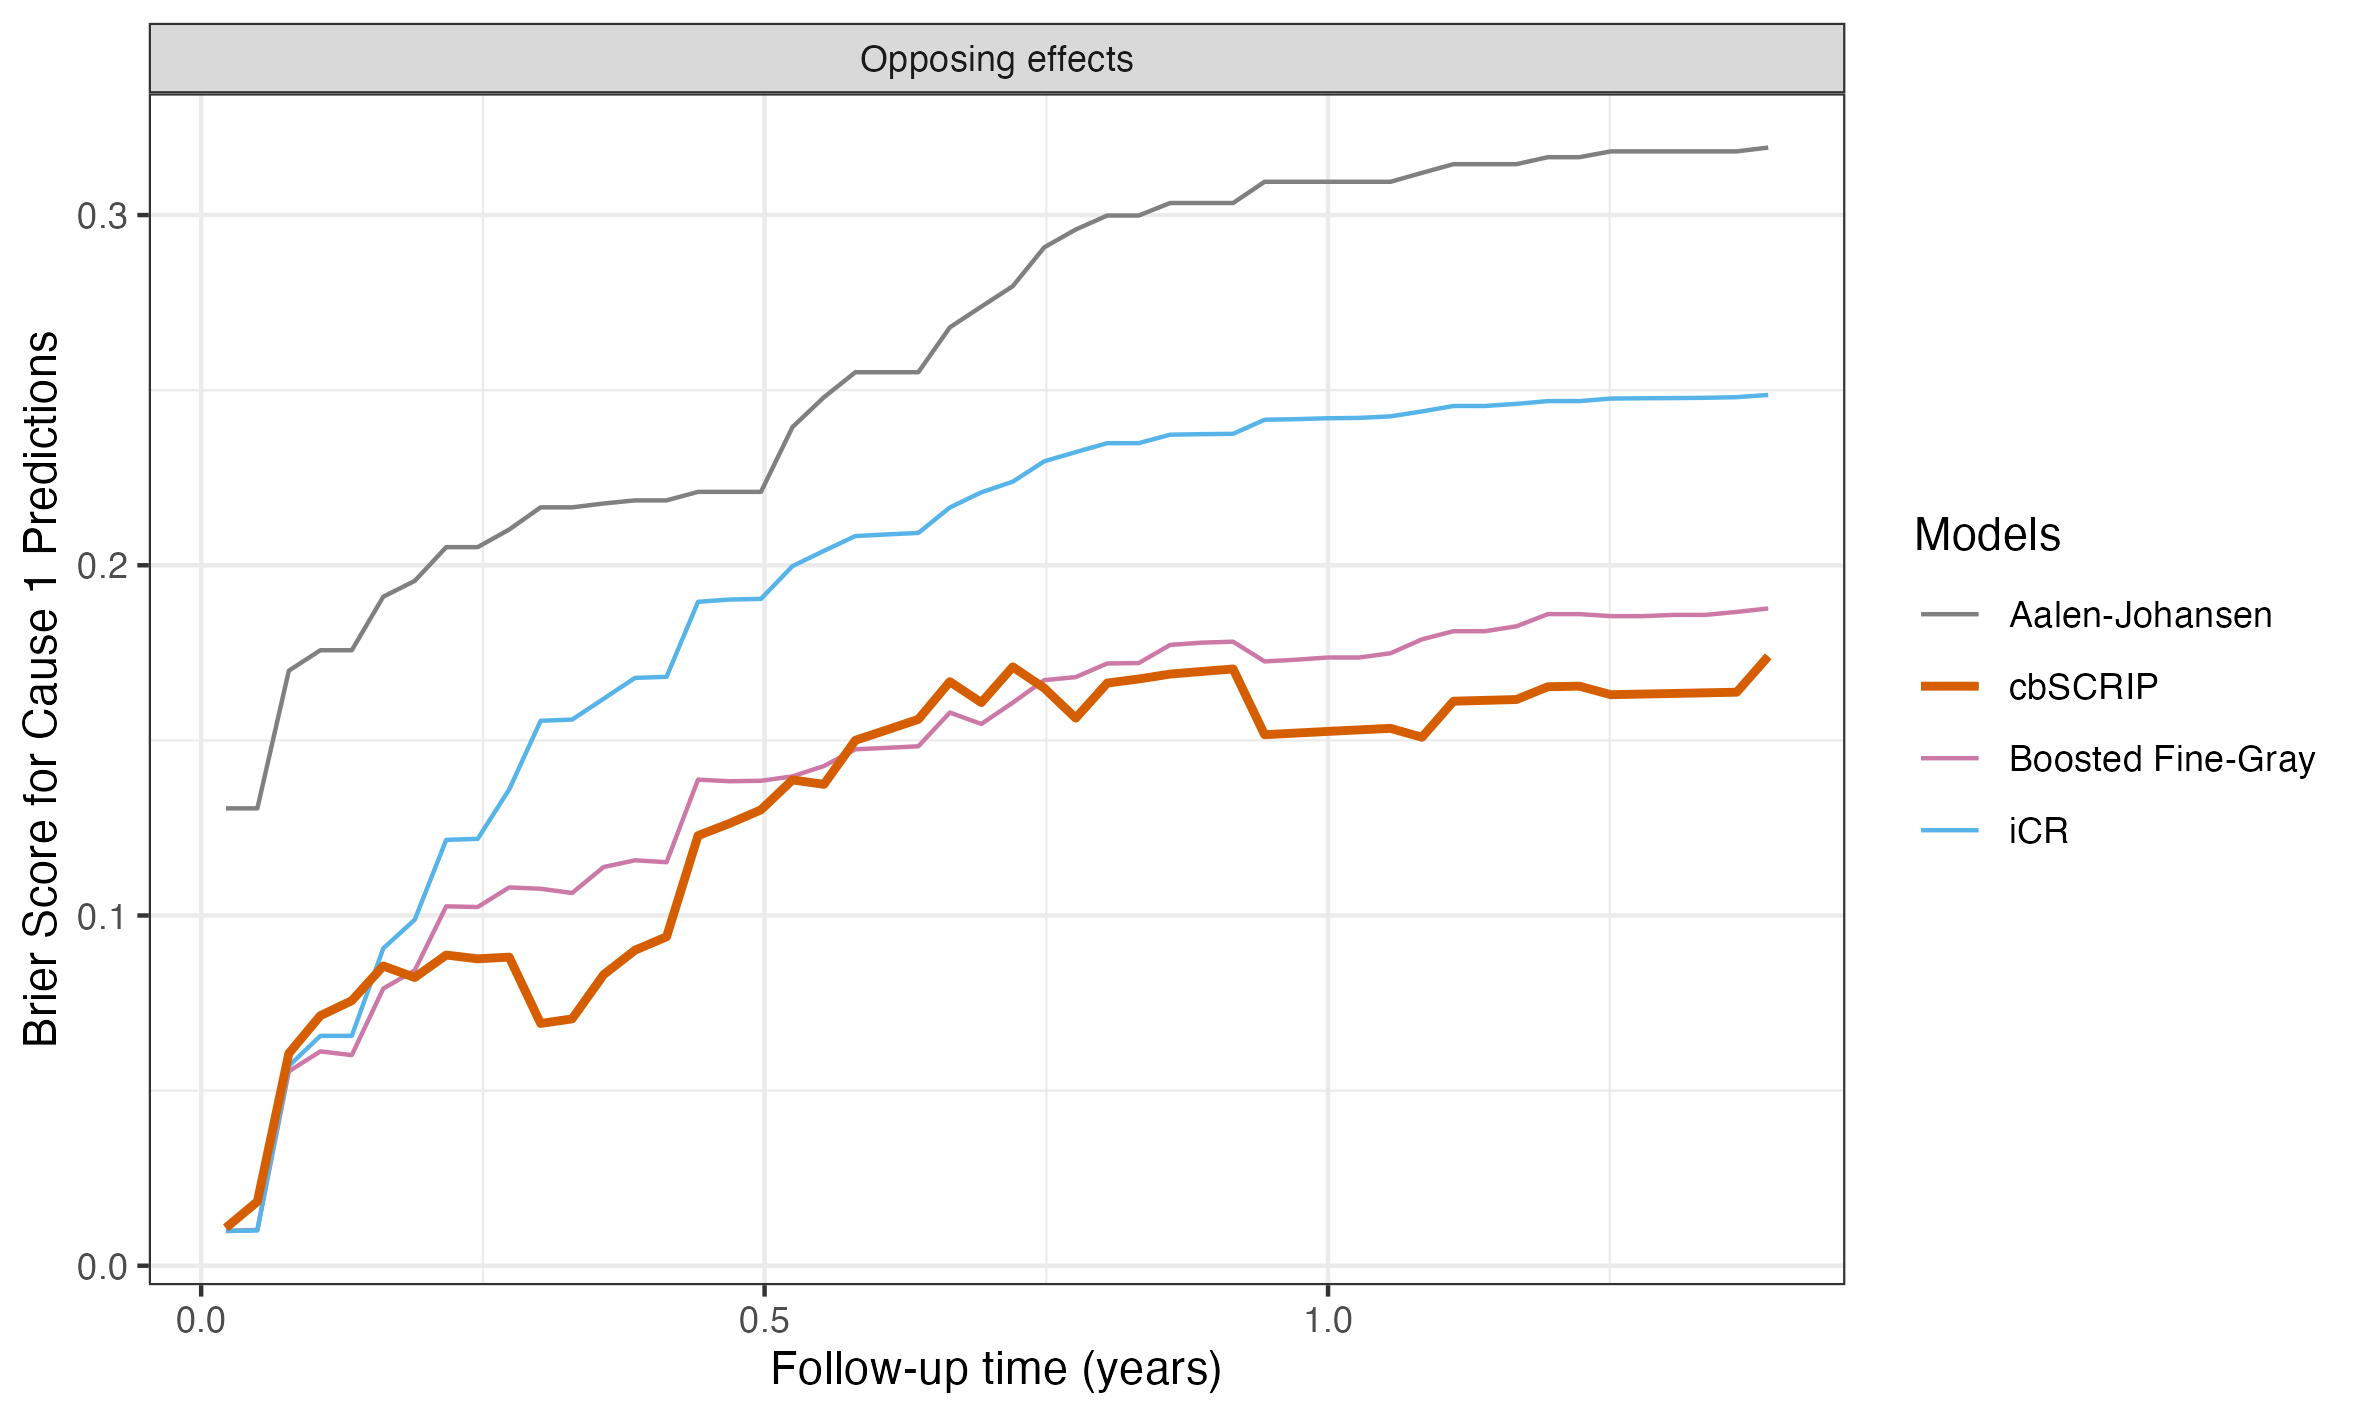 Opposing effects
Brier Score for Cause 1 Predictions
0.3
0.2
0.1
0.0
0.0
0.5
1.0
Follow-up time (years)
Models
Aalen-Johansen
cbSCRIP
Boosted Fine-Gray
iCR